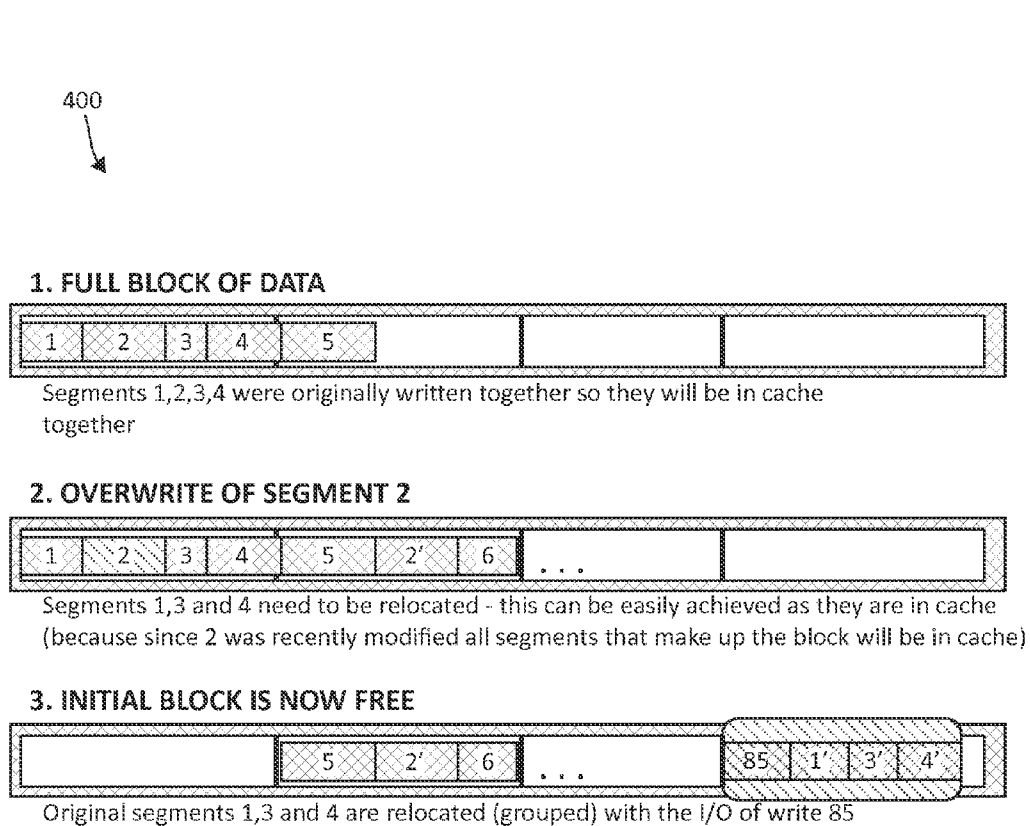 400
1. FULL BLOCK OF DATA
1 2 3 4 5
Segments 1,2,3,4 were originally written together so they will be in cache
together
2. OVERWRITE OF SEGMENT 2
1 2 3 4 5 2' 6 . . .
Segments 1,3 and 4 need to be relocated - this can be easily achieved as they are in cache
(because since 2 was recently modified all segments that make up the block will be in cache)
3. INITIAL BLOCK IS NOW FREE
5 2' 6 . . . 85 1' 3' 4'
Original segments 1,3 and 4 are relocated (grouped) with the I/O of write 85